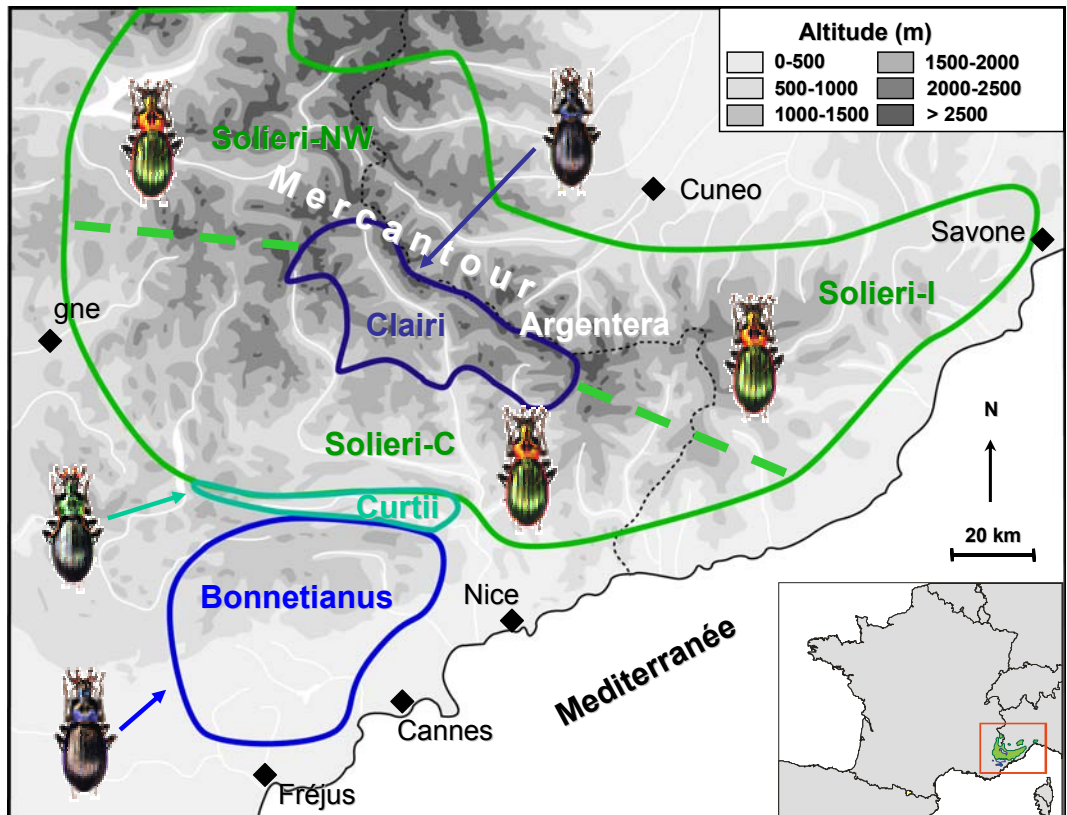 Altitude (m)
0-500
500-1000
1000-1500
1500-2000
2000-2500
> 2500
Solieri-NW
Mercantour
Cuneo
Savone
gne
Clairi
Argentera
Solieri-I
Solieri-C
Curtii
N
20 km
Bonnetianus
Nice
Mediterranée
Cannes
Fréjus